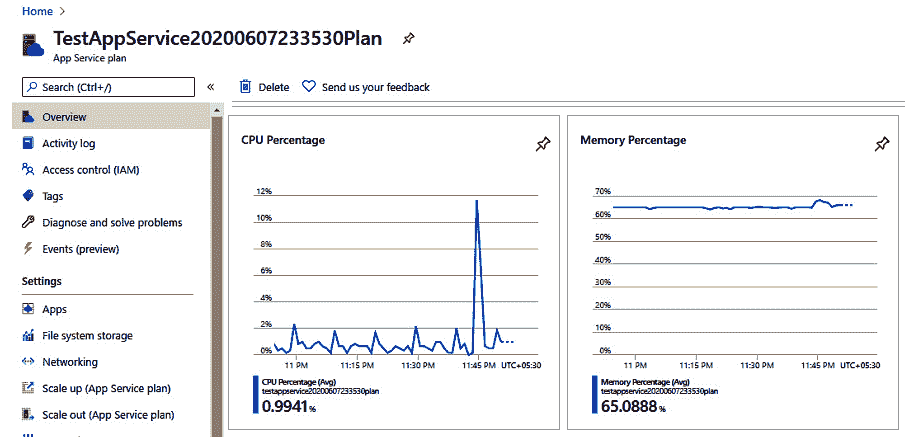 Home >
TestAppService20200607233530Plan
App Service plan
Search (Ctrl+/)
«
Delete
Send us your feedback
Overview
Activity log
Access control (IAM)
Tags
Diagnose and solve problems
Events (preview)
Settings
Apps
File system storage
Networking
Scale up (App Service plan)
Scale out (App Service plan)
CPU Percentage
12%
10%
8%
6%
4%
2%
0%
11 PM 11:15 PM 11:30 PM 11:45 PM UTC+05:30
CPU Percentage (Avg)
testappservice20200607233530plan
0.9941 %
Memory Percentage
70%
60%
50%
40%
30%
20%
10%
0%
11 PM 11:15 PM 11:30 PM 11:45 PM UTC+05:30
Memory Percentage (Avg)
testappservice20200607233530plan
65.0888 %